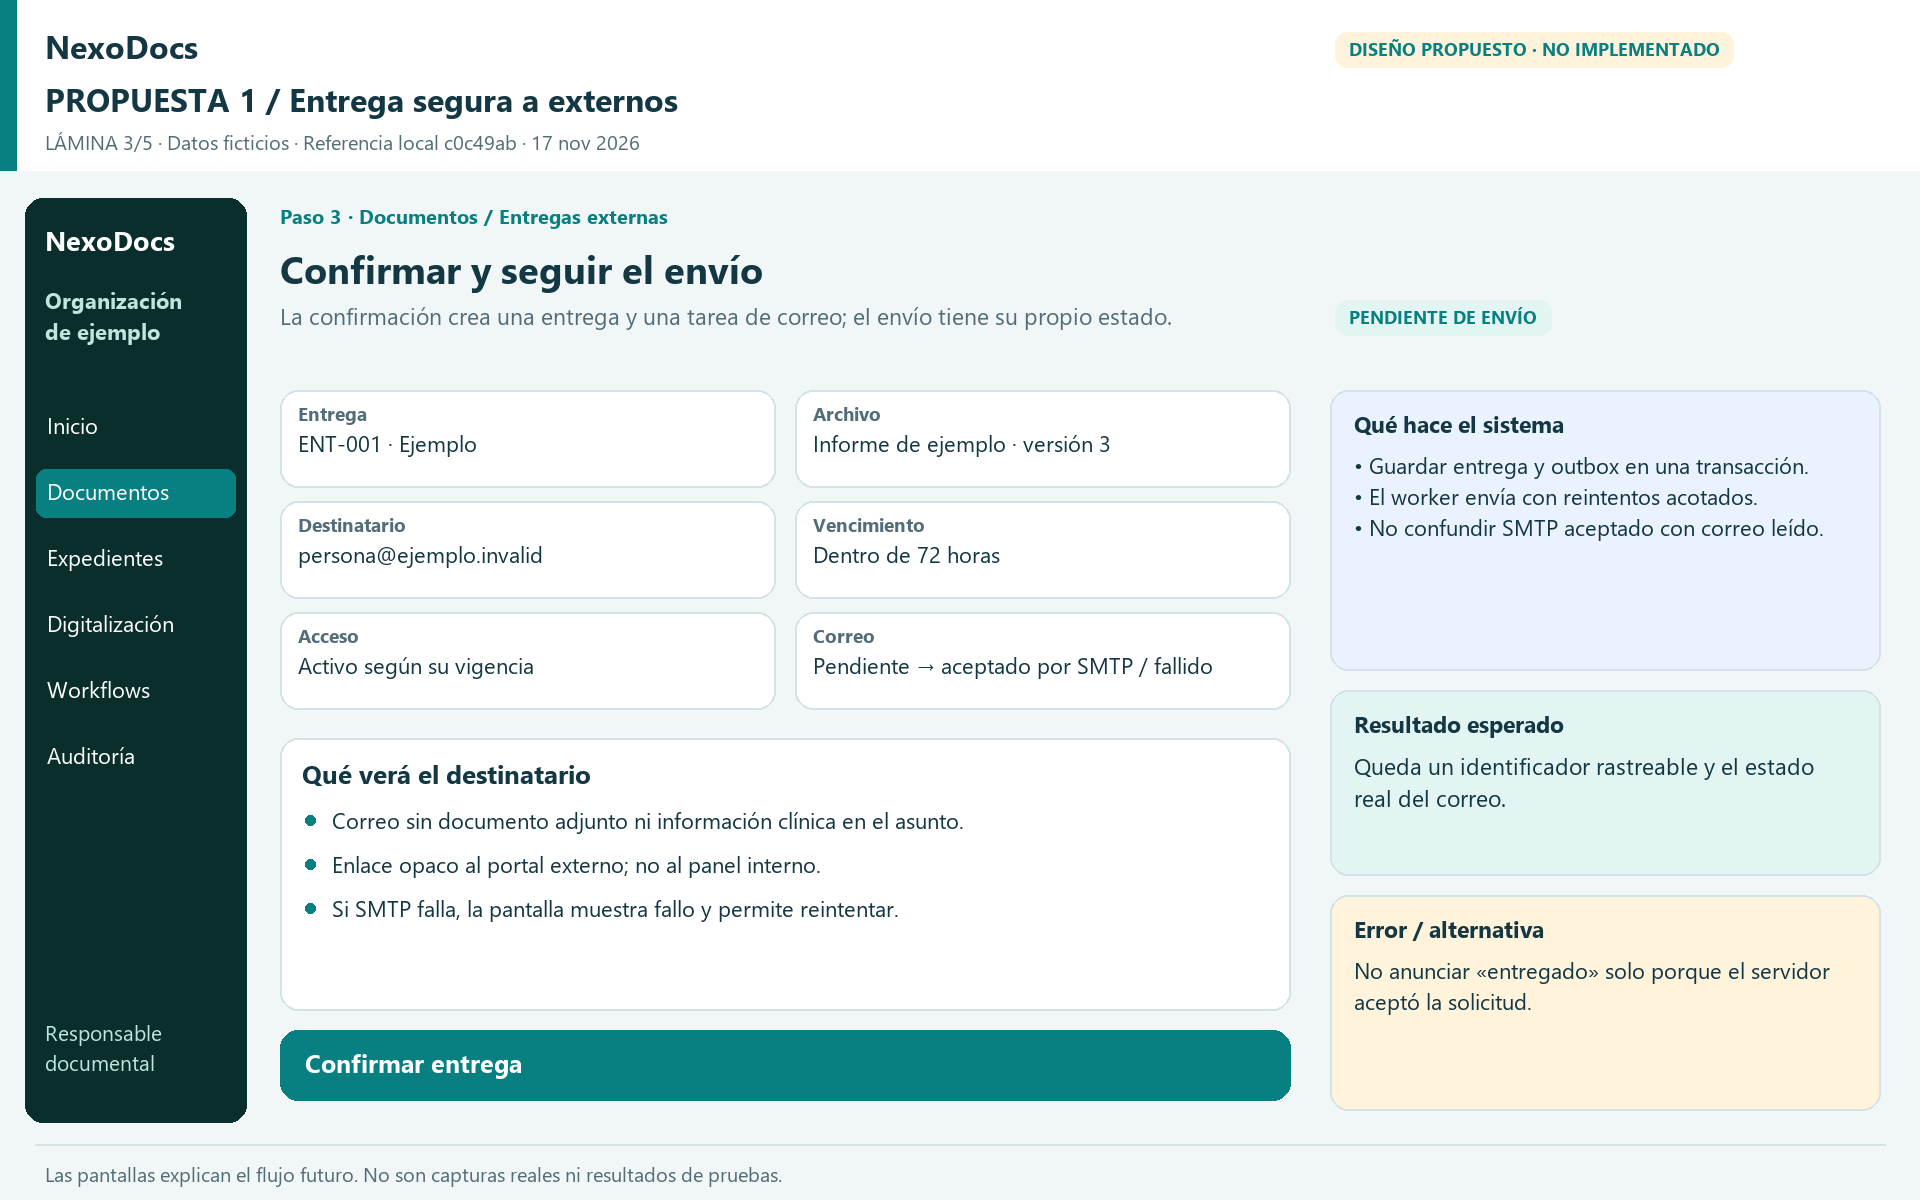 NexoDocs
DISEÑO PROPUESTO · NO IMPLEMENTADO
PROPUESTA 1 / Entrega segura a externos
LÁMINA 3/5 · Datos ficticios · Referencia local c0c49ab · 17 nov 2026
NexoDocs
Organización
de ejemplo
Inicio
Documentos
Expedientes
Digitalización
Workflows
Auditoría
Responsable
documental
Paso 3 · Documentos / Entregas externas
Confirmar y seguir el envío
La confirmación crea una entrega y una tarea de correo; el envío tiene su propio estado.
PENDIENTE DE ENVÍO
Entrega
ENT-001 · Ejemplo
Archivo
Informe de ejemplo · versión 3
Destinatario
persona@ejemplo.invalid
Vencimiento
Dentro de 72 horas
Acceso
Activo según su vigencia
Correo
Pendiente → aceptado por SMTP / fallido
Qué verá el destinatario
• Correo sin documento adjunto ni información clínica en el asunto.
• Enlace opaco al portal externo; no al panel interno.
• Si SMTP falla, la pantalla muestra fallo y permite reintentar.
Confirmar entrega
Qué hace el sistema
• Guardar entrega y outbox en una transacción.
• El worker envía con reintentos acotados.
• No confundir SMTP aceptado con correo leído.
Resultado esperado
Queda un identificador rastreable y el estado
real del correo.
Error / alternativa
No anunciar «entregado» solo porque el servidor
aceptó la solicitud.
Las pantallas explican el flujo futuro. No son capturas reales ni resultados de pruebas.